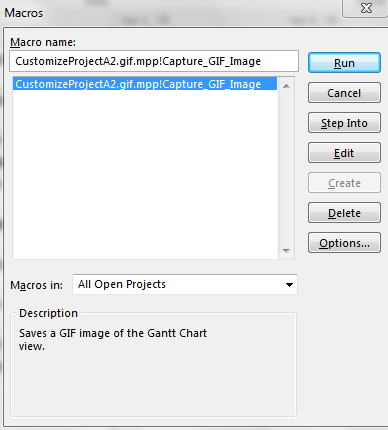 Macros
Macro name:
CustomizeProjectA2.gif.mpp!Capture_GIF_Image
CustomizeProjectA2.gif.mpp!Capture_GIF_Image
Run
Cancel
Step Into
Edit
Create
Delete
Options...
Macros in:
All Open Projects
Description
Saves a GIF image of the Gantt Chart
view.